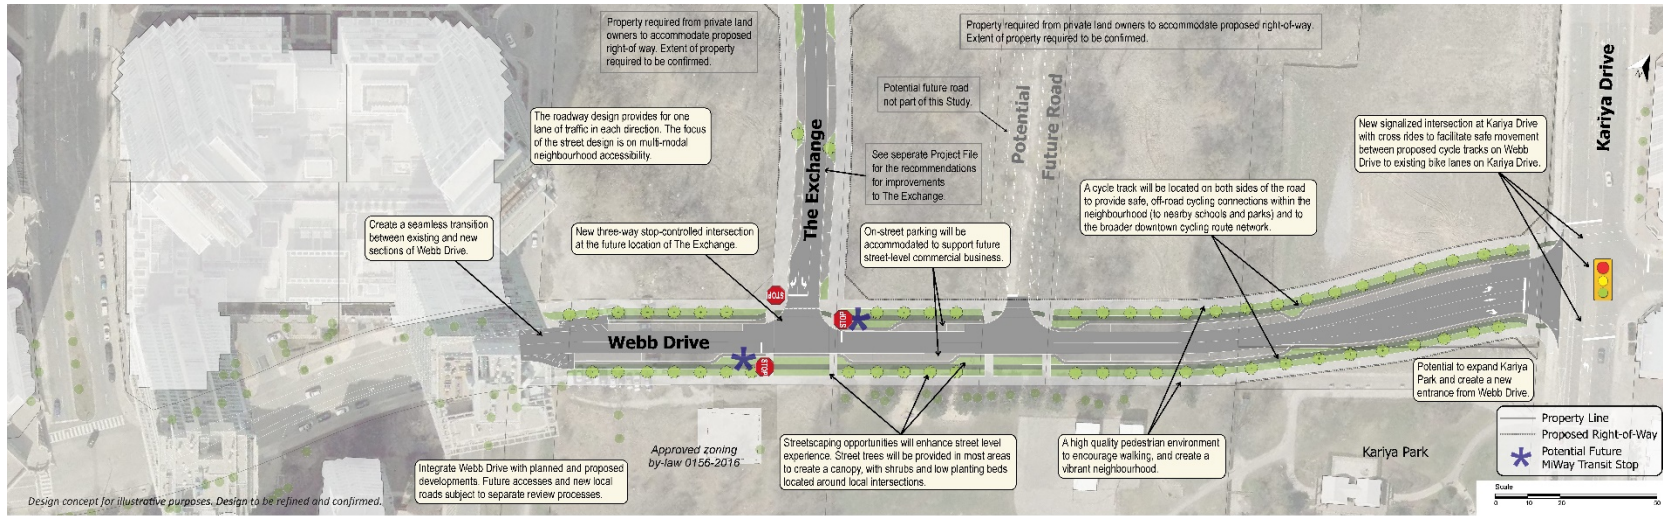 Property required from private land
owners to accommodate proposed
right-of way. Extent of property
required to be confirmed.
Property required from private land owners to accommodate proposed right-of-way.
Extent of property required to be confirmed.
Kariya Drive
N
Potential future road
not part of this Study.
Potential
Future Road
The roadway design provides for one
lane of traffic in each direction. The focus
of the street design is on multi-modal
neighbourhood accessibility.
The Exchange
New signalized intersection at Kariya Drive
with cross rides to facilitate safe movement
between proposed cycle tracks on Webb
Drive to existing bike lanes on Kariya Drive.
See seperate Project File
for the recommendations
for improvements
to The Exchange.
A cycle track will be located on both sides of the road
to provide safe, off-road cycling connections within the
neighbourhood (to nearby schools and parks) and to
the broader downtown cycling route network.
Create a seamless transition
between existing and new
sections of Webb Drive.
New three-way stop-controlled intersection
at the future location of The Exchange.
On-street parking will be
accommodated to support future
street-level commercial business.
STOP
STOP
Webb Drive
STOP
Potential to expand Kariya
Park and create a new
entrance from Webb Drive.
Approved zoning
by-law 0156-2016
Streetscaping opportunities will enhance street level
experience. Street trees will be provided in most areas
to create a canopy, with shrubs and low planting beds
located around local intersections.
A high quality pedestrian environment
to encourage walking, and create a
vibrant neighbourhood.
Kariya Park
Property Line
Proposed Right-of-Way
Potential Future
MiWay Transit Stop
Integrate Webb Drive with planned and proposed
developments. Future accesses and new local
roads subject to separate review processes.
Design concept for illustrative purposes. Design to be refined and confirmed.
Scale
0 10 20 50